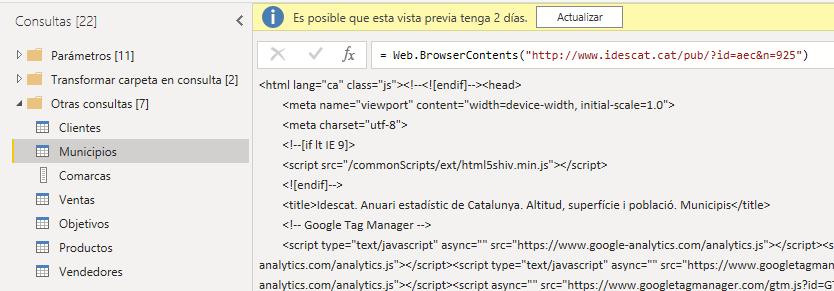 Consultas [22]
Es posible que esta vista previa tenga 2 días.
Actualizar
fx
= Web.BrowserContents("http://www.idescat.cat/pub/?id=aec&n=925")
Parámetros [11]
Transformar carpeta en consulta [2]
Otras consultas [7]
Clientes
Municipios
Comarcas
Ventas
Objetivos
Productos
Vendedores
<html lang="ca" class="js"><!--<![endif]--><head>
<meta name="viewport" content="width=device-width, initial-scale=1.0">
<meta charset="utf-8">
<!--[if lt IE 9]>
<script src="/commonScripts/ext/html5shiv.min.js"></script>
<![endif]-->
<title>Idescat. Anuari estadístic de Catalunya. Altitud, superfície i població. Municipis</title>
<!-- Google Tag Manager -->
<script type="text/javascript" async="" src="https://www.google-analytics.com/analytics.js"></script><s
analytics.com/analytics.js"></script><script type="text/javascript" async="" src="https://www.googletagman
analytics.com/analytics.js"></script><script async="" src="https://www.googletagmanager.com/gtm.js?id=GT